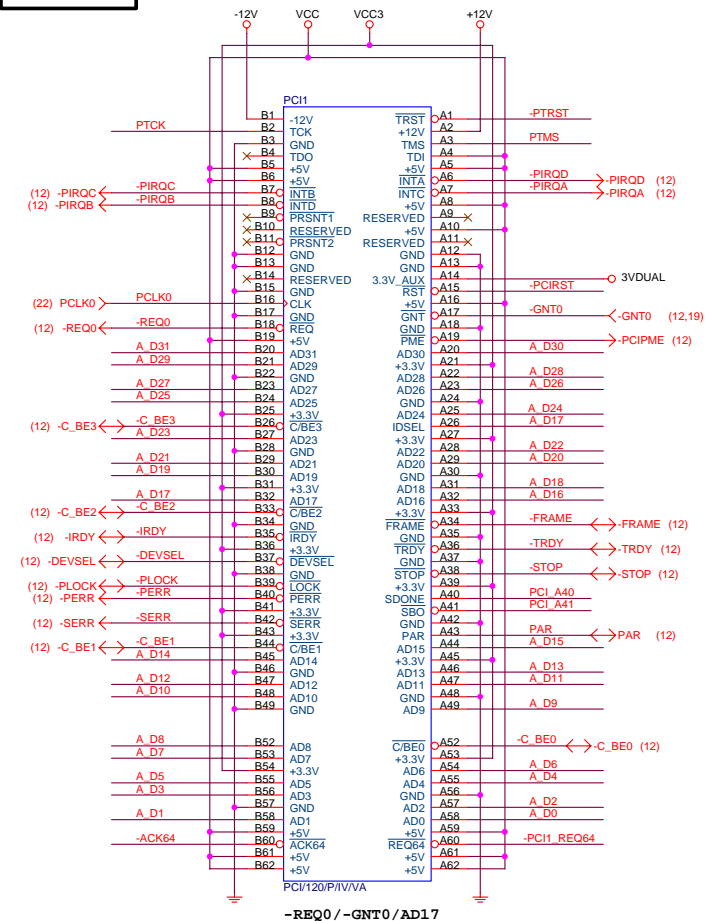 -12V VCC VCC3 +12V
PCI1
B1 -12V TRST A1 -PTRST
PTCK B2 TCK +12V A2
B3 GND TMS A3 PTMS
B4 TDO TDI A4
B5 +5V +5V A5
B6 +5V INTA A6 -PIRQD -PIRQD (12)
(12) -PIRQC -PIRQC B7 INTB INTC A7 -PIRQA -PIRQA (12)
(12) -PIRQB -PIRQB B8 INTD +5V A8
B9 PRSNT1 RESERVED A9
B10 RESERVED +5V A10
B11 PRSNT2 RESERVED A11
B12 GND GND A12
B13 GND GND A13
B14 RESERVED 3.3V_AUX A14 3VDUAL
B15 GND RST A15 -PCIRST
(22) PCLK0 PCLK0 B16 CLK +5V A16
B17 GND GNT A17 -GNT0 -GNT0 (12,19)
(12) -REQ0 -REQ0 B18 REQ GND A18
B19 +5V PME A19 -PCIPME (12)
A_D31 B20 AD31 AD30 A20 A_D30
A_D29 B21 AD29 +3.3V A21
B22 GND AD28 A22 A_D28
A_D27 B23 AD27 AD26 A23 A_D26
A_D25 B24 AD25 GND A24
B25 +3.3V AD24 A25 A_D24
(12) -C_BE3 -C_BE3 B26 C/BE3 IDSEL A26 A_D17
A_D23 B27 AD23 +3.3V A27
B28 GND AD22 A28 A_D22
A_D21 B29 AD21 AD20 A29 A_D20
A_D19 B30 AD19 GND A30
B31 +3.3V AD18 A31 A_D18
A_D17 B32 AD17 AD16 A32 A_D16
(12) -C_BE2 -C_BE2 B33 C/BE2 +3.3V A33
B34 GND FRAME A34 -FRAME -FRAME (12)
(12) -IRDY -IRDY B35 IRDY GND A35
B36 +3.3V TRDY A36 -TRDY -TRDY (12)
(12) -DEVSEL -DEVSEL B37 DEVSEL GND A37
B38 GND STOP A38 -STOP -STOP (12)
(12) -PLOCK -PLOCK B39 LOCK +3.3V A39
(12) -PERR -PERR B40 PERR SDONE A40 PCI_A40
B41 +3.3V SBO A41 PCI_A41
(12) -SERR -SERR B42 SERR GND A42
B43 +3.3V PAR A43 PAR PAR (12)
(12) -C_BE1 -C_BE1 B44 C/BE1 AD15 A44 A_D15
A_D14 B45 AD14 +3.3V A45
B46 GND AD13 A46 A_D13
A_D12 B47 AD12 AD11 A47 A_D11
A_D10 B48 AD10 GND A48
B49 GND AD9 A49 A_D9
A_D8 B52 AD8 C/BE0 A52 -C_BE0 -C_BE0 (12)
A_D7 B53 AD7 +3.3V A53
B54 +3.3V AD6 A54 A_D6
A_D5 B55 AD5 AD4 A55 A_D4
A_D3 B56 AD3 GND A56
B57 GND AD2 A57 A_D2
A_D1 B58 AD1 AD0 A58 A_D0
B59 +5V +5V A59
-ACK64 B60 ACK64 REQ64 A60 -PCI1_REQ64
B61 +5V +5V A61
B62 +5V +5V A62
PCI/120/P/IV/VA
-REQ0/-GNT0/AD17